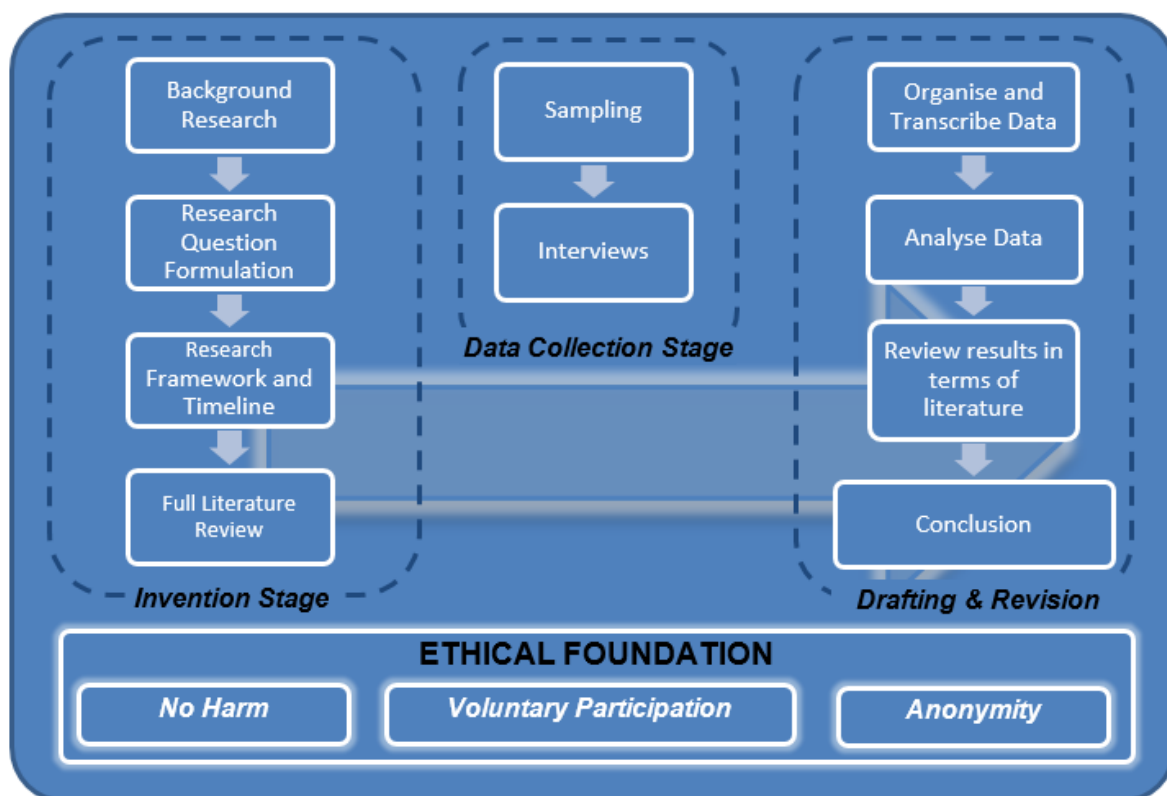 Background
Research
Research
Question
Formulation
Research
Framework and
Timeline
Full Literature
Review
Invention Stage
Sampling
Interviews
Data Collection Stage
Organise and
Transcribe Data
Analyse Data
Review results in
terms of
literature
Conclusion
Drafting & Revision
ETHICAL FOUNDATION
No Harm
Voluntary Participation
Anonymity